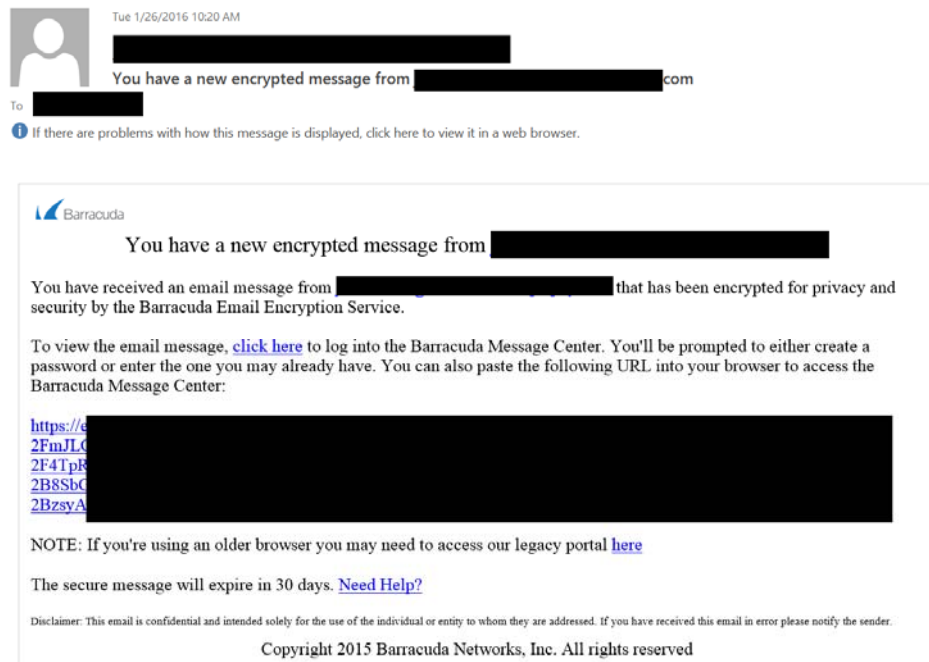 Tue 1/26/2016 10:20 AM
You have a new encrypted message from com
To
If there are problems with how this message is displayed, click here to view it in a web browser.
Barracuda
You have a new encrypted message from
You have received an email message from that has been encrypted for privacy and
security by the Barracuda Email Encryption Service.
To view the email message, click here to log into the Barracuda Message Center. You'll be prompted to either create a
password or enter the one you may already have. You can also paste the following URL into your browser to access the
Barracuda Message Center:
https://e
2FmJL
2F4TpR
2B8Sb
2BzsyA
NOTE: If you're using an older browser you may need to access our legacy portal here
The secure message will expire in 30 days. Need Help?
Disclaimer: This email is confidential and intended solely for the use of the individual or entity to whom they are addressed. If you have received this email in error please notify the sender.
Copyright 2015 Barracuda Networks, Inc. All rights reserved